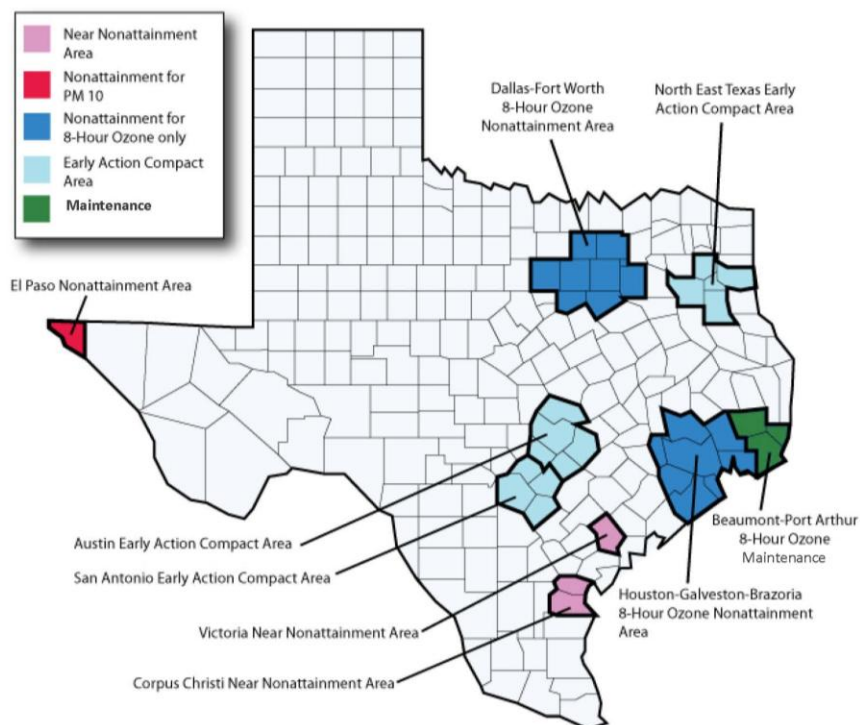 Near Nonattainment
Area
Nonattainment for
PM 10
Nonattainment for
8-Hour Ozone only
Early Action Compact
Area
Maintenance
Dallas-Fort Worth
8-Hour Ozone
Nonattainment Area
North East Texas Early
Action Compact Area
El Paso Nonattainment Area
Austin Early Action Compact Area
San Antonio Early Action Compact Area
Victoria Near Nonattainment Area
Corpus Christi Near Nonattainment Area
Beaumont-Port Arthur
8-Hour Ozone
Maintenance
Houston-Galveston-Brazoria
8-Hour Ozone Nonattainment
Area